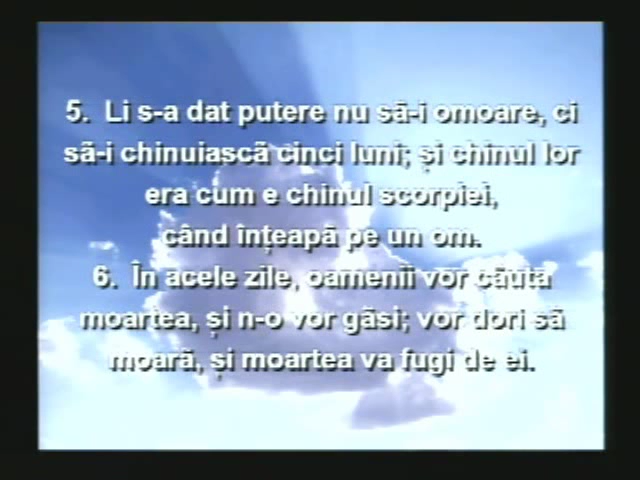 5. Li s-a dat putere nu să-i omoare, ci
să-i chinuiască cinci luni; și chinul lor
era cum e chinul scorpiei,
când înțeapă pe un om.
6. În acele zile, oamenii vor căuta
moartea, și n-o vor găsi; vor dori să
moară, și moartea va fugi de ei.